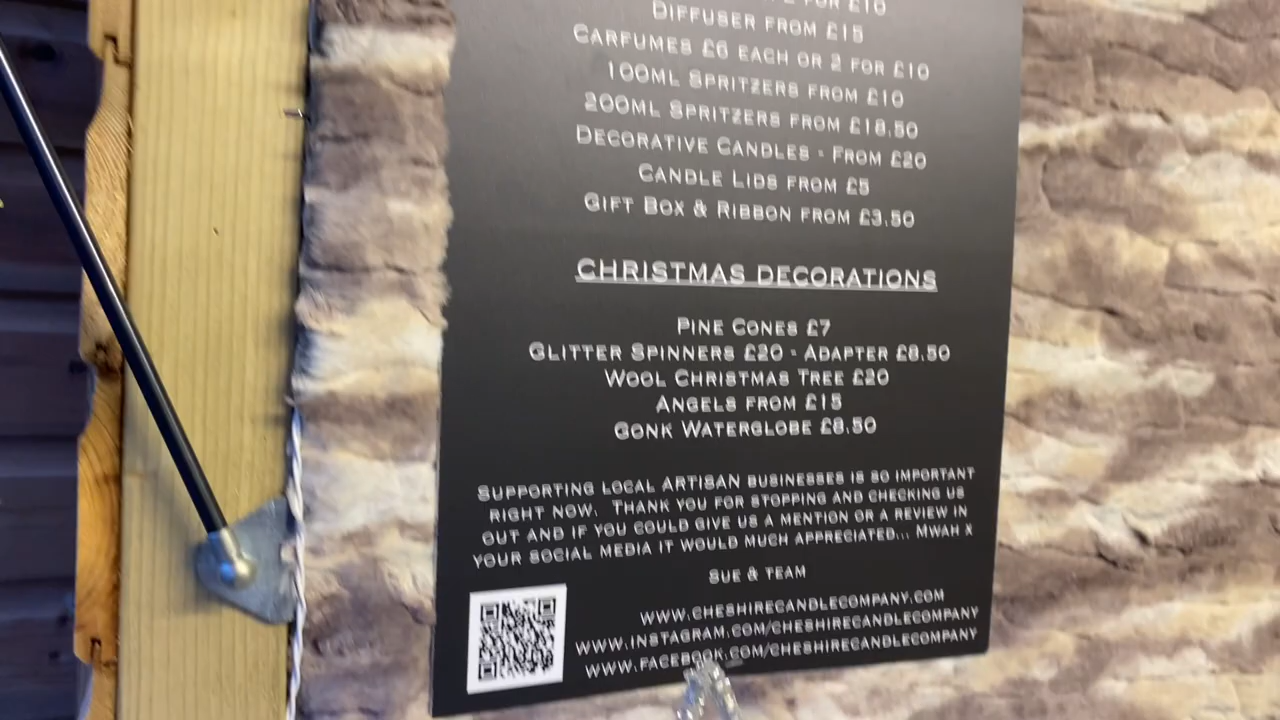 FOR £10
DIFFUSER FROM £15
CARFUMES £6 EACH OR 2 FOR £10
100ML SPRITZERS FROM £10
200ML SPRITZERS FROM £18.50
DECORATIVE CANDLES - FROM £20
CANDLE LIDS FROM £5
GIFT BOX & RIBBON FROM £3.50
CHRISTMAS DECORATIONS
PINE CONES £7
GLITTER SPINNERS £20 - ADAPTER £8.50
WOOL CHRISTMAS TREE £20
ANGELS FROM £15
GONK WATERGLOBE £8.50
SUPPORTING LOCAL ARTISAN BUSINESSES IS SO IMPORTANT
RIGHT NOW. THANK YOU FOR STOPPING AND CHECKING US
OUT AND IF YOU COULD GIVE US A MENTION OR A REVIEW IN
YOUR SOCIAL MEDIA IT WOULD MUCH APPRECIATED... MWAH X
SUE & TEAM
WWW.CHESHIRECANDLECOMPANY.COM
WWW.INSTAGRAM.COM/CHESHIRECANDLECOMPANY
WWW.FACEBOOK.COM/CHESHIRECANDLECOMPANY